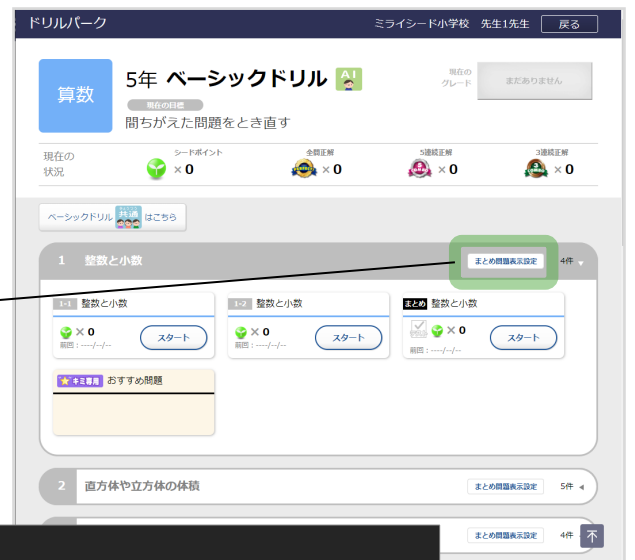 ドリルパーク
ミライシード小学校 先生1先生 戻る
算数
5年 ベーシックドリル AI
現在の目標
間ちがえた問題をとき直す
現在の
グレード
まだありません
現在の
状況
シードポイント
×0
全問正解
×0
5連続正解
×0
3連続正解
×0
ベーシックドリル 共通 はこちら
1 整数と小数
まとめ問題表示設定 4件
1-1 整数と小数
×0
前回:----/--/--
スタート
1-2 整数と小数
×0
前回:----/--/--
スタート
まとめ 整数と小数
×0
前回:----/--/--
スタート
キミ専用 おすすめ問題
2 直方体や立方体の体積
まとめ問題表示設定 5件
まとめ問題表示設定 4件